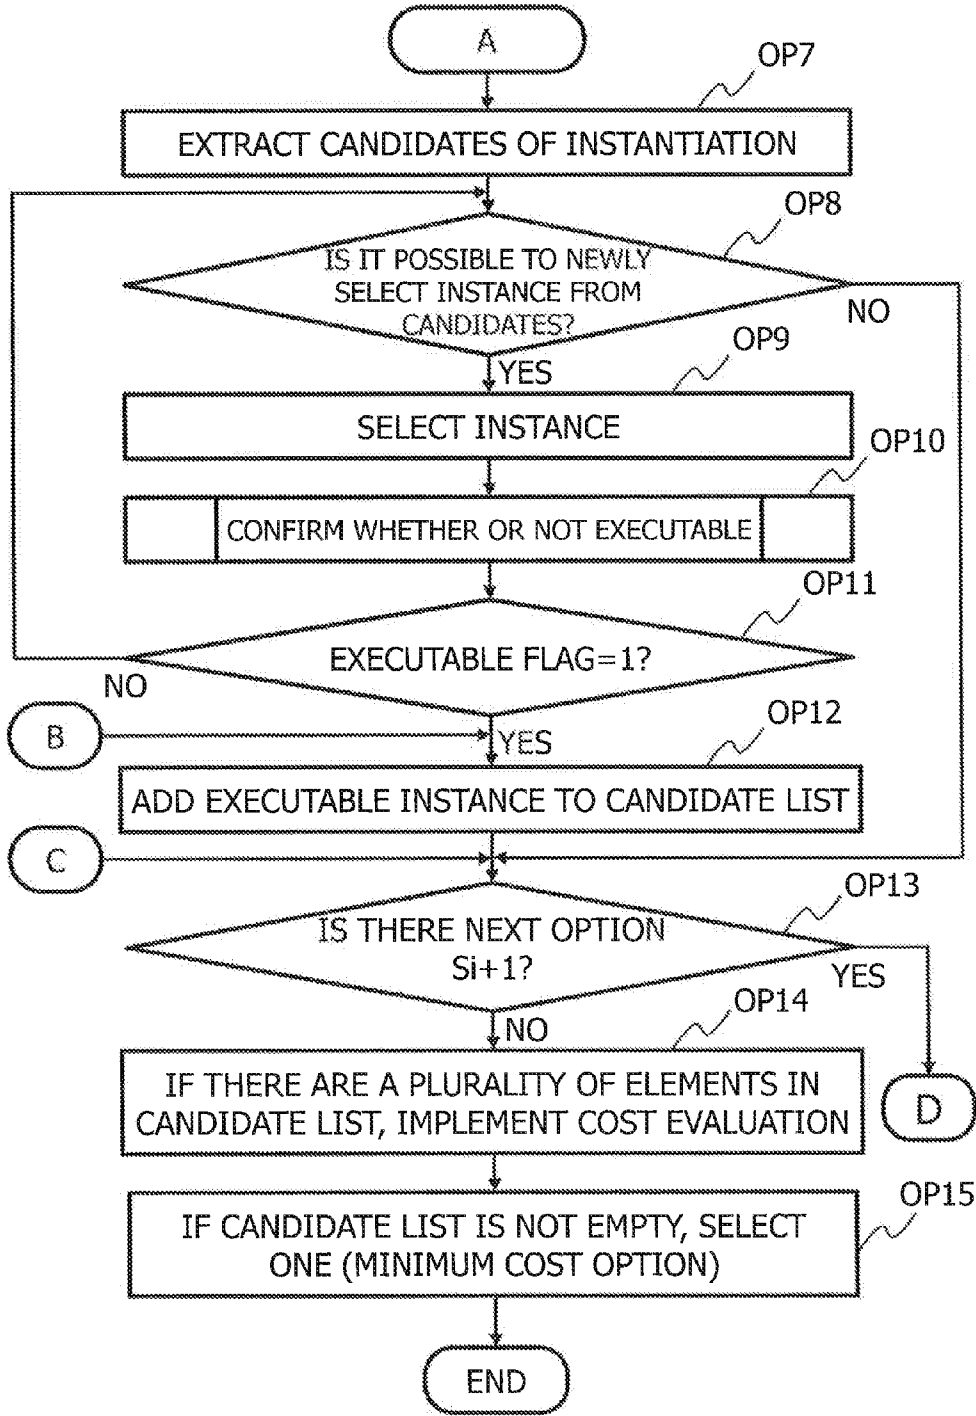 A
OP7
EXTRACT CANDIDATES OF INSTANTIATION
OP8
IS IT POSSIBLE TO NEWLY
SELECT INSTANCE FROM
CANDIDATES?
NO
OP9
YES
SELECT INSTANCE
OP10
CONFIRM WHETHER OR NOT EXECUTABLE
OP11
EXECUTABLE FLAG=1?
NO
OP12
B
YES
ADD EXECUTABLE INSTANCE TO CANDIDATE LIST
C
OP13
IS THERE NEXT OPTION
Si+1?
YES
OP14
NO
IF THERE ARE A PLURALITY OF ELEMENTS IN
CANDIDATE LIST, IMPLEMENT COST EVALUATION
D
OP15
IF CANDIDATE LIST IS NOT EMPTY, SELECT
ONE (MINIMUM COST OPTION)
END